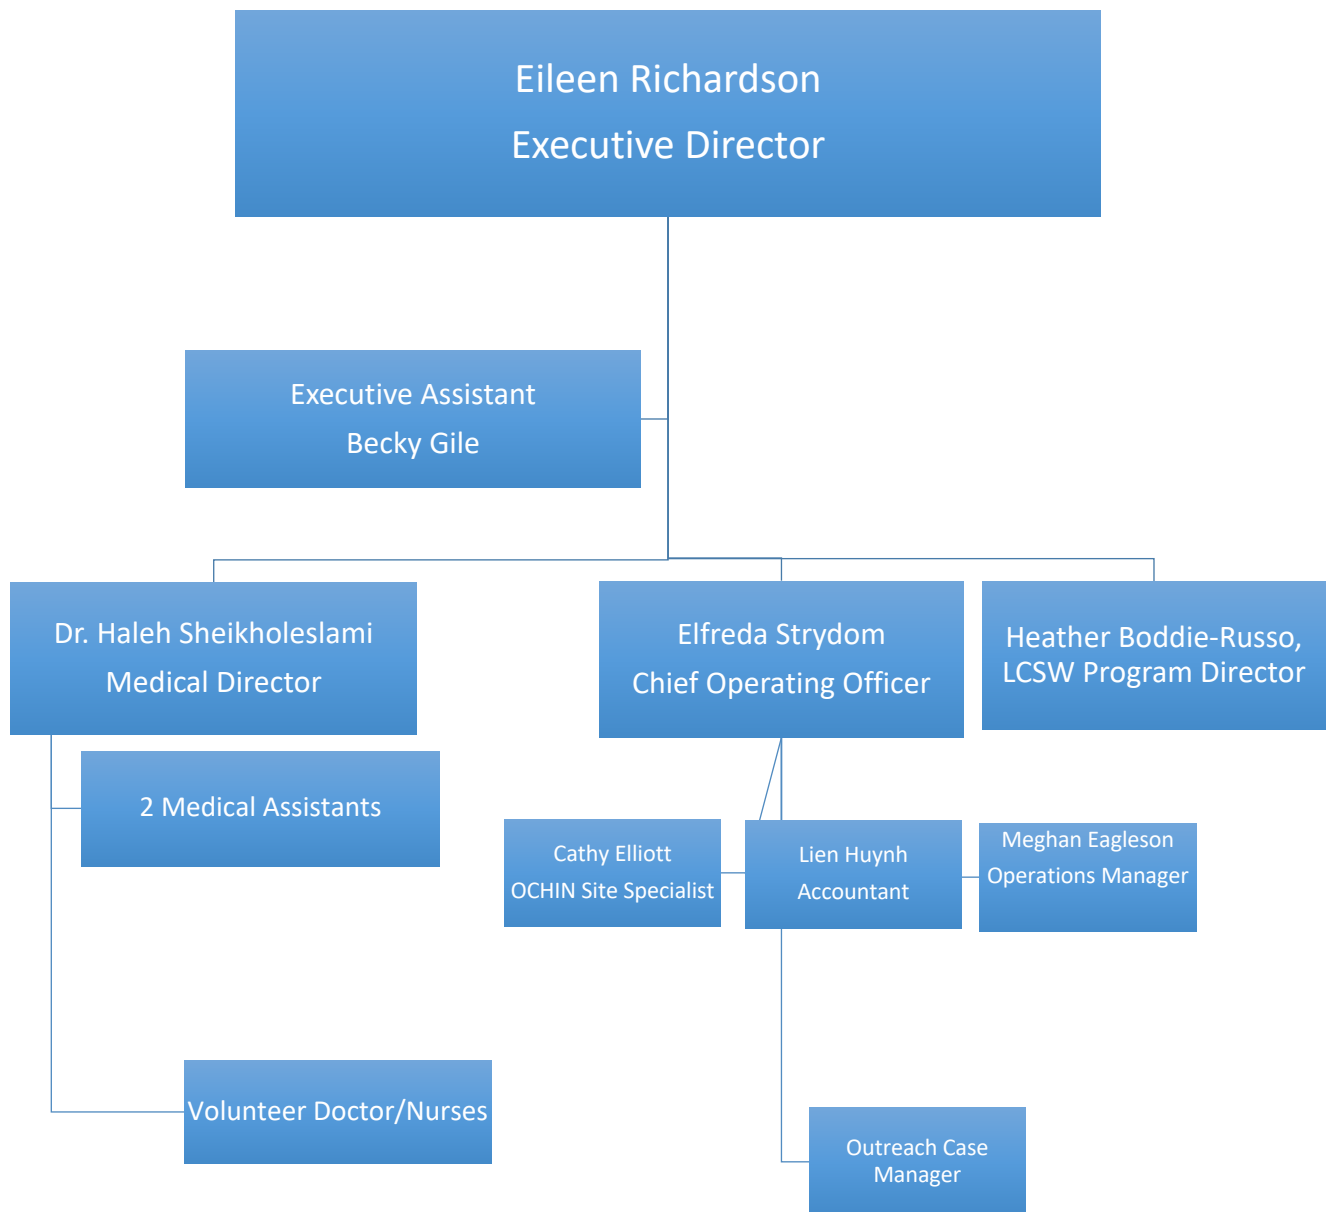 Eileen Richardson
Executive Director
Executive Assistant
Becky Gile
Dr. Haleh Sheikholeslami
Medical Director
Elfreda Strydom
Chief Operating Officer
Heather Boddie-Russo,
LCSW Program Director
2 Medical Assistants
Cathy Elliott
OCHIN Site Specialist
Lien Huynh
Accountant
Meghan Eagleson
Operations Manager
Volunteer Doctor/Nurses
Outreach Case
Manager